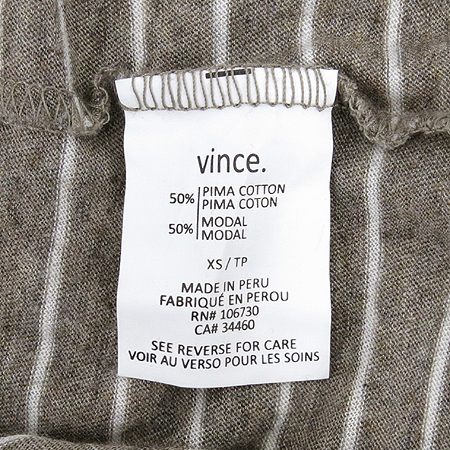 vince.
50% PIMA COTTON
PIMA COTON
50% MODAL
MODAL
XS / TP
MADE IN PERU
FABRIQUÉ EN PEROU
RN# 106730
CA# 34460
SEE REVERSE FOR CARE
VOIR AU VERSO POUR LES SOINS